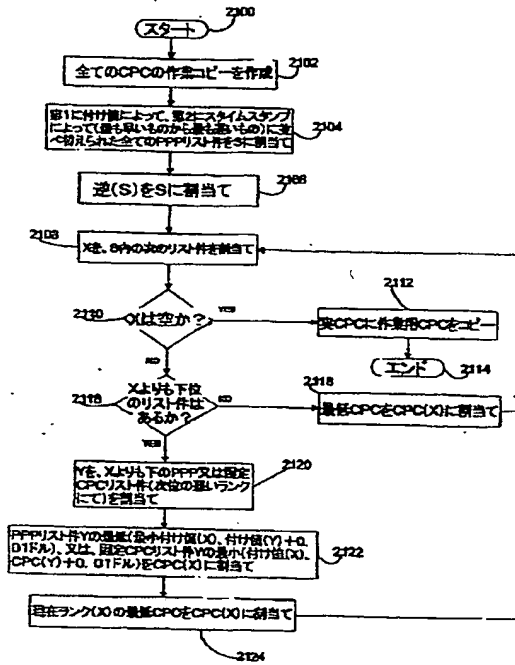 2100
スタート
2102
全てのCPCの作業コピーを作成
第1に付け値によって、第2にスタイムスタンプ
によって(最も早いものから最も遅いもの)に並
べ替えられた全てのPPPリスト件をSに割当て
2104
2106
逆(S)をSに割当て
2108
Xを、S内の次のリスト件を割当て
2110
Xは空か?
YES
2112
実CPCに作業用CPCをコピー
エンド
2114
NO
2116
Xよりも下位
のリスト件は
あるか?
NO
2118
最低CPCをCPC(X)に割当て
YES
2120
Yを、Xよりも下のPPP又は固定
CPCリスト件(次位の悪いランク
にて)を割当て
PPPリスト件Yの最低(最小付け値(X)、付け値(Y)+0.
01ドル)、又は、固定CPCリスト件Yの最小(付け値(X)、
CPC(Y)+0.01ドル)をCPC(X)に割当て
2122
現在ランク(X)の最低CPCをCPC(X)に割当て
2124